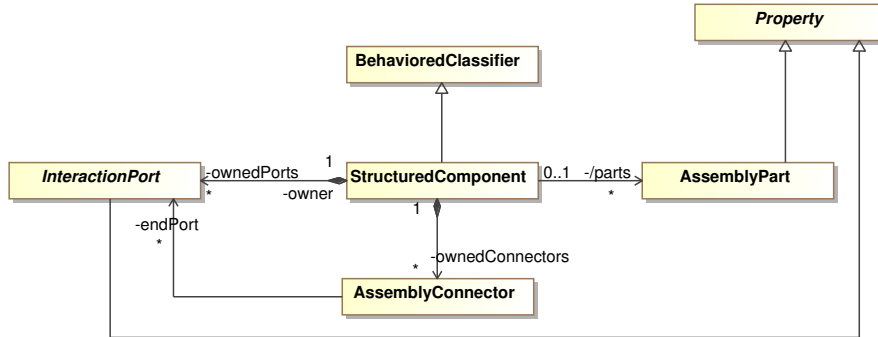 Property
BehavioredClassifier
1
-ownedPorts
InteractionPort
*
-owner
StructuredComponent
0..1
-/parts
*
AssemblyPart
1
-endPort
*
-ownedConnectors
*
AssemblyConnector